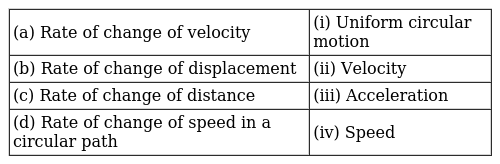 (a) Rate of change of velocity
(i) Uniform circular
motion
(b) Rate of change of displacement
(ii) Velocity
(c) Rate of change of distance
(iii) Acceleration
(d) Rate of change of speed in a
circular path
(iv) Speed